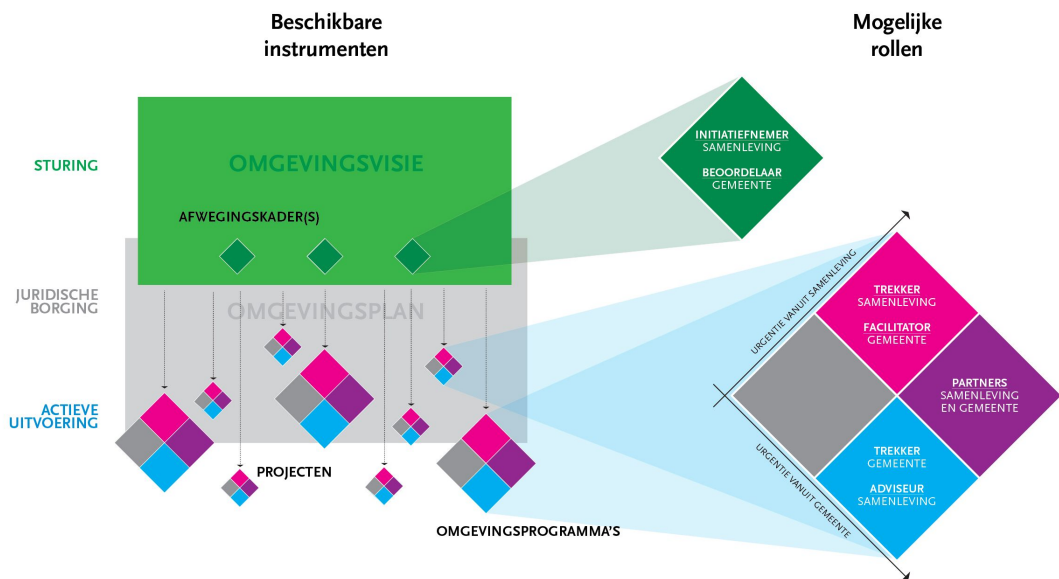 Beschikbare
instrumenten
Mogelijke
rollen
STURING
OMGEVINGSVISIE
AFWEGINGSKADER(S)
INITIATIEFNEMER
SAMENLEVING
BEOORDELAAR
GEMEENTE
JURIDISCHE
BORGING
OMGEVINGSPLAN
ACTIEVE
UITVOERING
PROJECTEN
OMGEVINGSPROGRAMMA'S
URGENTIE VANUIT SAMENLEVING
TREKKER
SAMENLEVING
FACILITATOR
GEMEENTE
PARTNERS
SAMENLEVING
EN GEMEENTE
TREKKER
GEMEENTE
ADVISEUR
SAMENLEVING
URGENTIE VANUIT GEMEENTE